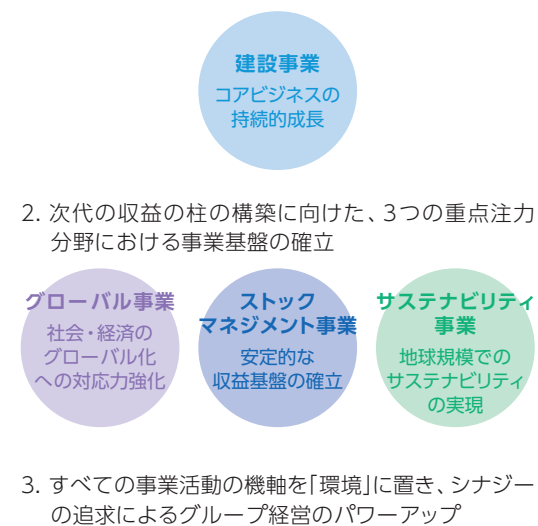 建設事業
コアビジネスの
持続的成長
2. 次代の収益の柱の構築に向けた、3つの重点注力
分野における事業基盤の確立
グローバル事業
社会・経済の
グローバル化
への対応力強化
ストック
マネジメント事業
安定的な
収益基盤の確立
サステナビリティ
事業
地球規模での
サステナビリティ
の実現
3. すべての事業活動の機軸を「環境」に置き、シナジー
の追求によるグループ経営のパワーアップ